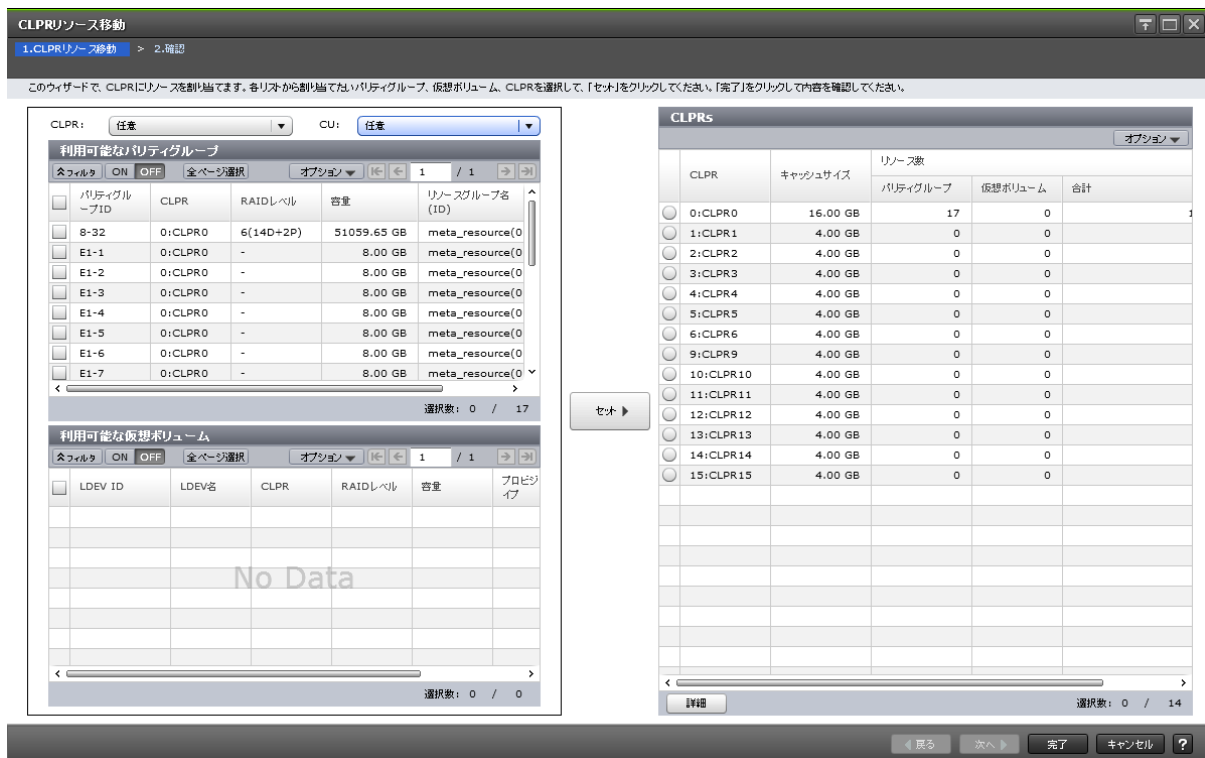 CLPRリソース移動
1.CLPRリソース移動 > 2.確認
このウィザードで、CLPRにリソースを割り当てます。各リストから割り当てたいパリティグループ、仮想ボリューム、CLPRを選択して、「セット」をクリックしてください。「完了」をクリックして内容を確認してください。
CLPR: 任意 CU: 任意
利用可能なパリティグループ
フィルタ ON OFF 全ページ選択 オプション 1 / 1
パリティグループID CLPR RAIDレベル 容量 リソースグループ名 (ID)
8-32 0:CLPR0 6(14D+2P) 51059.65 GB meta_resource(0
E1-1 0:CLPR0 - 8.00 GB meta_resource(0
E1-2 0:CLPR0 - 8.00 GB meta_resource(0
E1-3 0:CLPR0 - 8.00 GB meta_resource(0
E1-4 0:CLPR0 - 8.00 GB meta_resource(0
E1-5 0:CLPR0 - 8.00 GB meta_resource(0
E1-6 0:CLPR0 - 8.00 GB meta_resource(0
E1-7 0:CLPR0 - 8.00 GB meta_resource(0
選択数: 0 / 17
利用可能な仮想ボリューム
フィルタ ON OFF 全ページ選択 オプション 1 / 1
LDEV ID LDEV名 CLPR RAIDレベル 容量 プロビジ イプ
No Data
選択数: 0 / 0
セット
CLPRs
オプション
CLPR キャッシュサイズ リソース数
パリティグループ 仮想ボリューム 合計
0:CLPR0 16.00 GB 17 0 1
1:CLPR1 4.00 GB 0 0
2:CLPR2 4.00 GB 0 0
3:CLPR3 4.00 GB 0 0
4:CLPR4 4.00 GB 0 0
5:CLPR5 4.00 GB 0 0
6:CLPR6 4.00 GB 0 0
9:CLPR9 4.00 GB 0 0
10:CLPR10 4.00 GB 0 0
11:CLPR11 4.00 GB 0 0
12:CLPR12 4.00 GB 0 0
13:CLPR13 4.00 GB 0 0
14:CLPR14 4.00 GB 0 0
15:CLPR15 4.00 GB 0 0
詳細 選択数: 0 / 14
戻る 次へ 完了 キャンセル ?